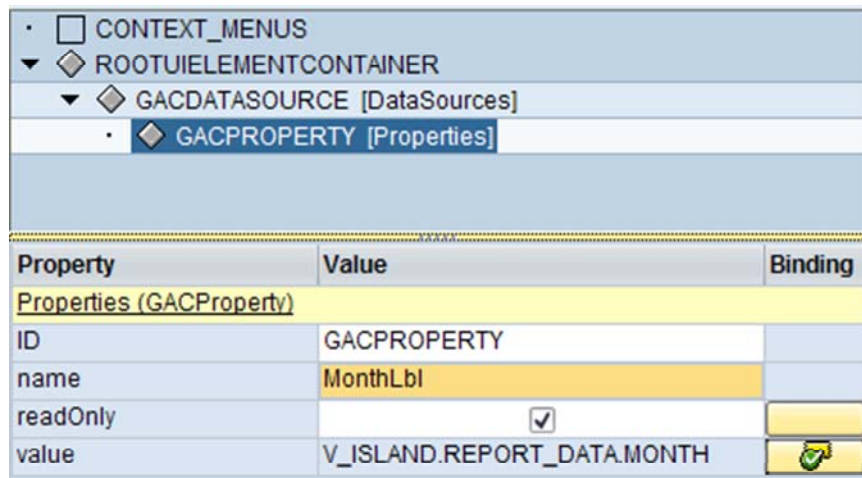 CONTEXT_MENUS
ROOTUIELEMENTCONTAINER
GACDATASOURCE [DataSources]
GACPROPERTY [Properties]
Property Value Binding
Properties (GACProperty)
ID GACPROPERTY
name MonthLbl
readOnly
value V_ISLAND.REPORT_DATA.MONTH